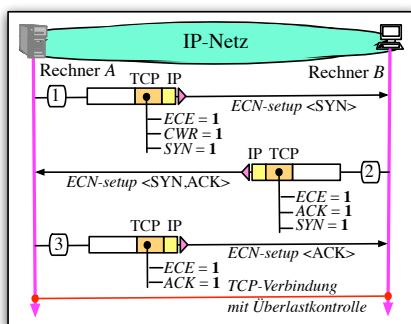 IP-Netz
Rechner A
TCP IP
Rechner B
1
ECN-setup <SYN>
ECE = 1
CWR = 1
SYN = 1
IP TCP
ECN-setup <SYN,ACK>
2
ECE = 1
ACK = 1
SYN = 1
TCP IP
3
ECN-setup <ACK>
ECE = 1
ACK = 1
TCP-Verbindung
mit Überlastkontrolle